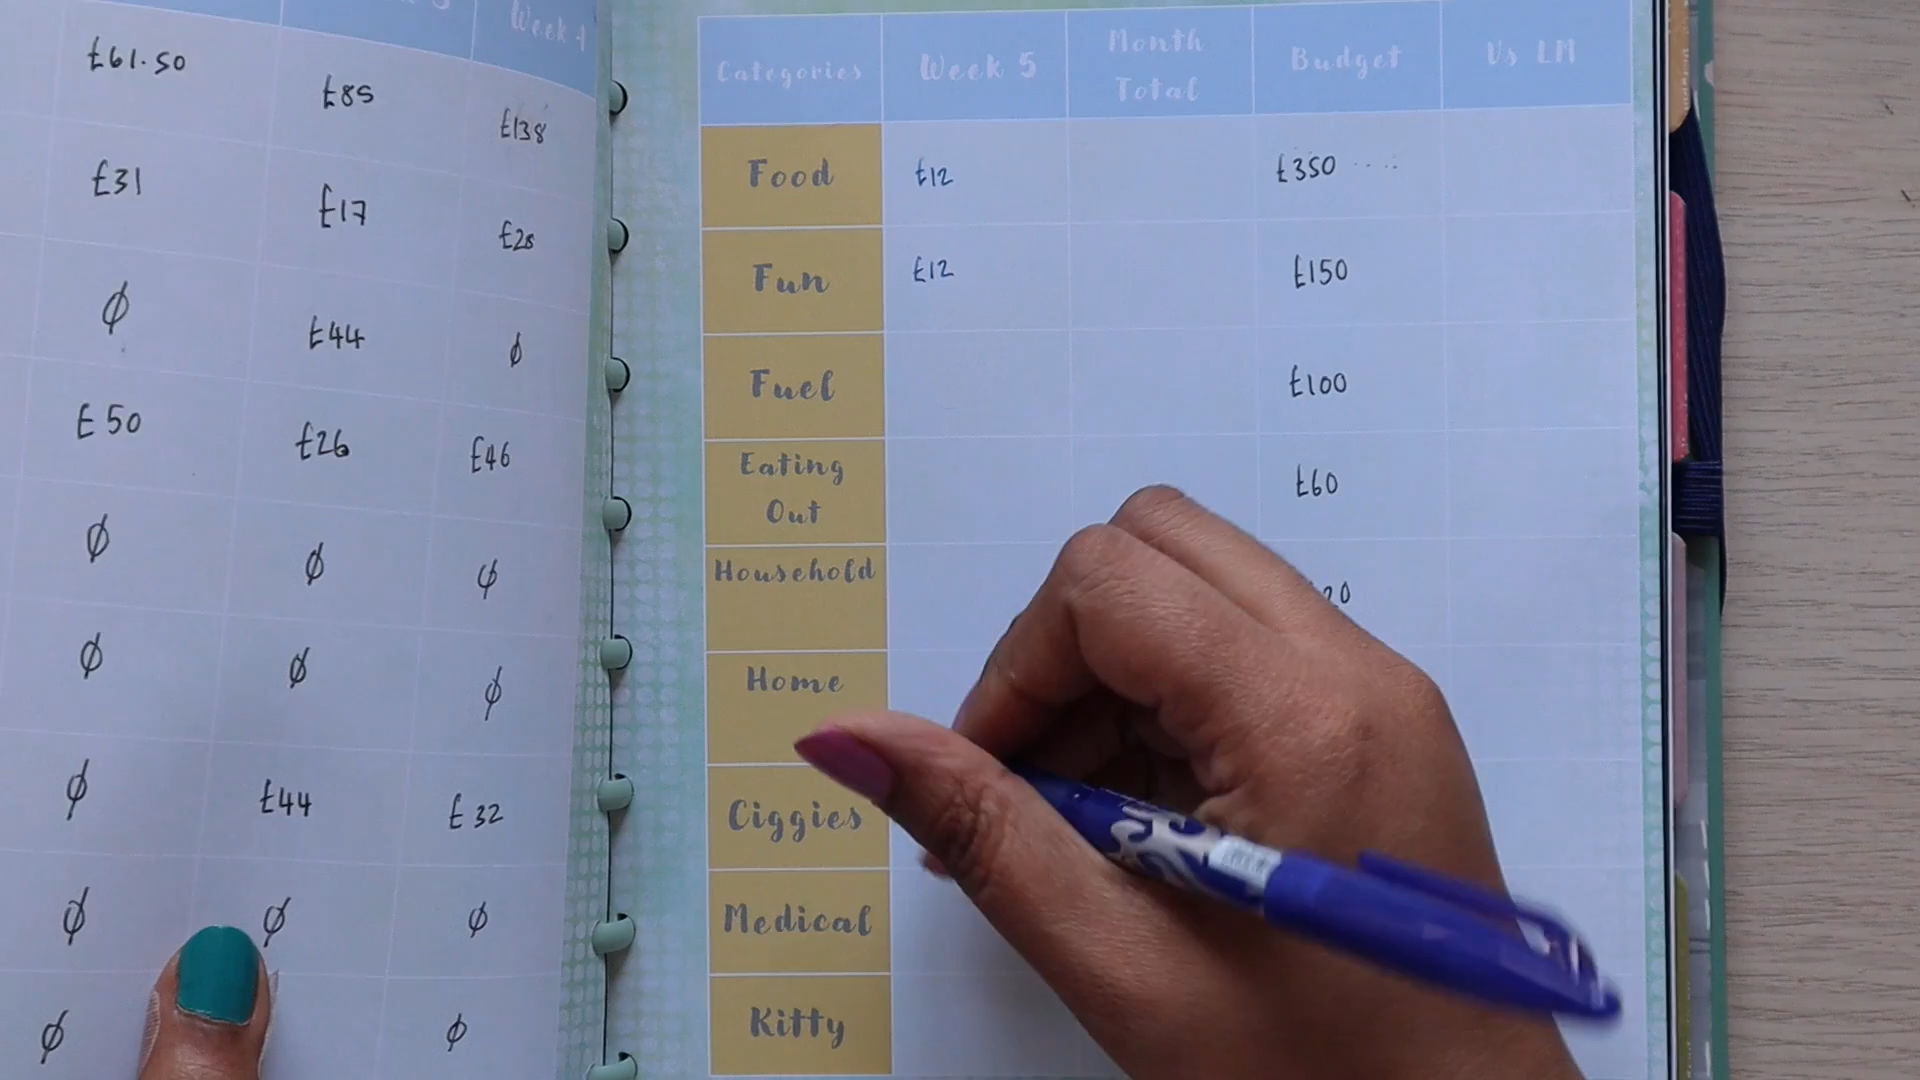 Week 4
£61.50 £85 £138
£31 £17 £28
∅ £44 ∅
£50 £26 £46
∅ ∅ ∅
∅ ∅ ∅
∅ £44 £32
∅ ∅ ∅
∅ ∅
Categories Week 5 Month Total Budget Vs LM
Food £12 £350
Fun £12 £150
Fuel £100
Eating Out £60
Household 20
Home
Ciggies
Medical
Kitty